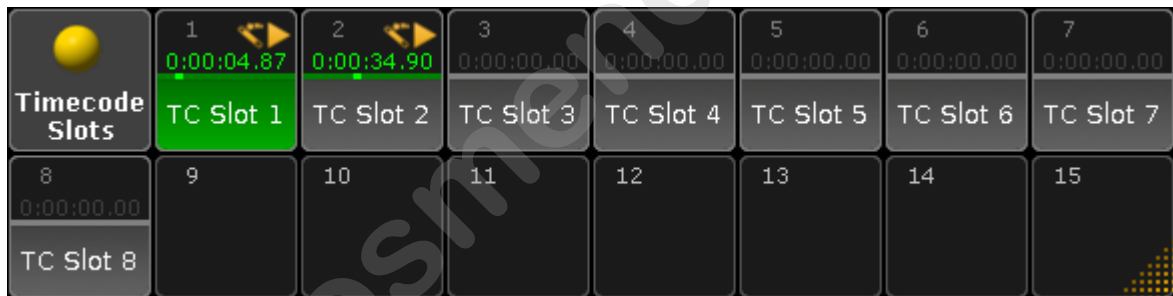 Timecode
Slots
1
0:00:04.87
TC Slot 1
2
0:00:34.90
TC Slot 2
3
0:00:00.00
TC Slot 3
4
0:00:00.00
TC Slot 4
5
0:00:00.00
TC Slot 5
6
0:00:00.00
TC Slot 6
7
0:00:00.00
TC Slot 7
8
0:00:00.00
TC Slot 8
9
10
11
12
13
14
15